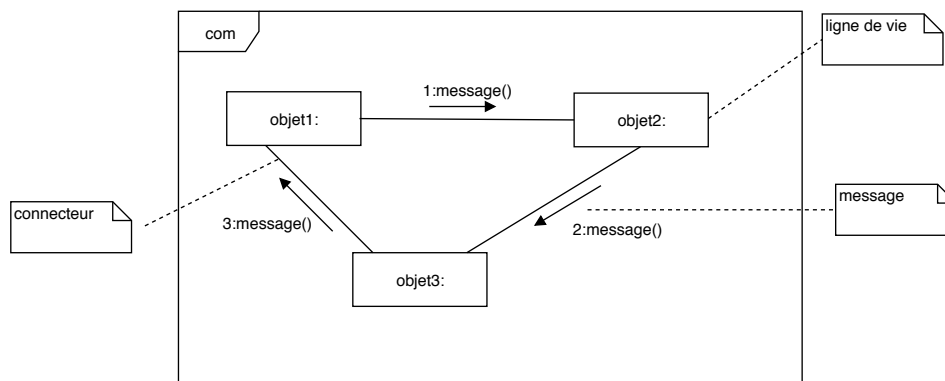 com
ligne de vie
1:message()
objet1:
objet2:
connecteur
message
3:message()
2:message()
objet3: